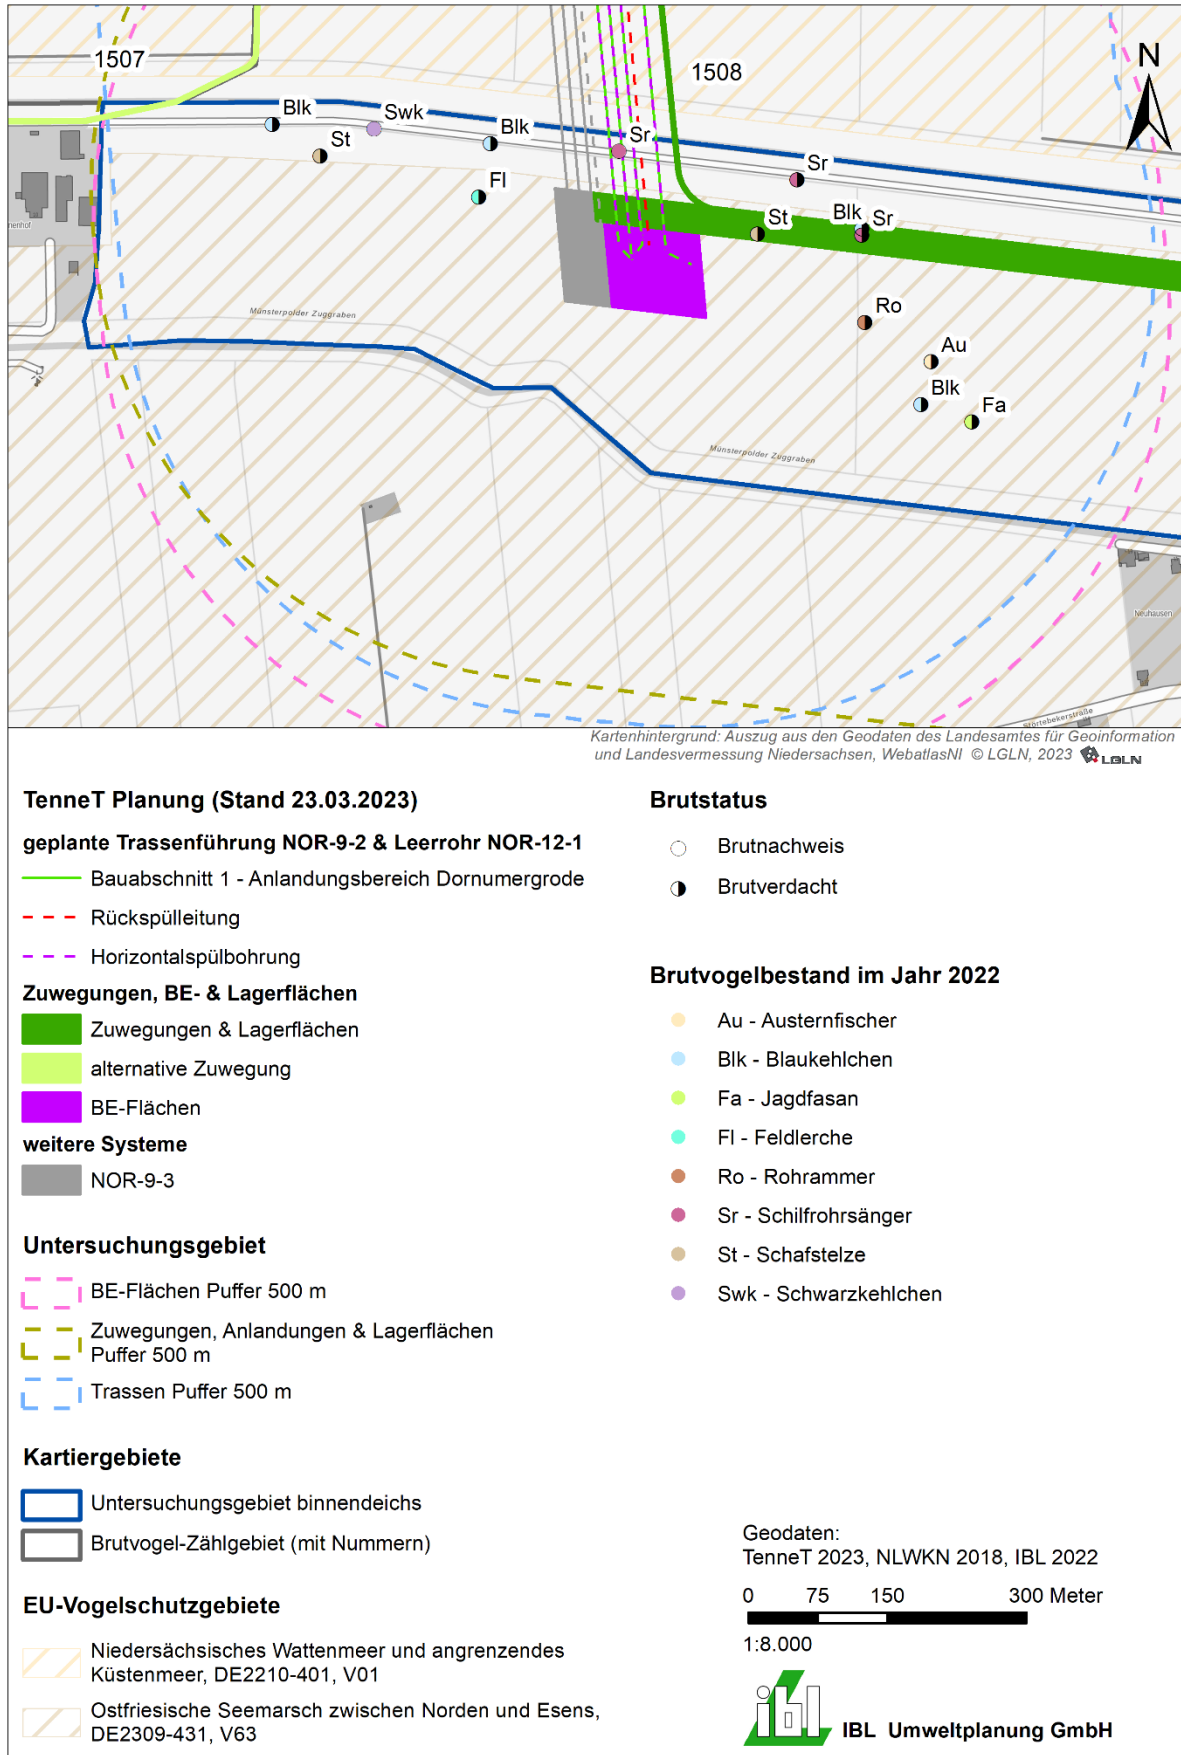 1507
1508
N
Blk
Swk
St
Blk
Fl
Sr
Sr
St
Blk
Sr
Ro
Au
Blk
Fa
nenhof
Münsterpolder Zuggraben
Münsterpolder Zuggraben
Neuhausen
Störtebekerstraße
Kartenhintergrund: Auszug aus den Geodaten des Landesamtes für Geoinformation
und Landesvermessung Niedersachsen, WebatlasNI © LGLN, 2023 LGLN
TenneT Planung (Stand 23.03.2023)
geplante Trassenführung NOR-9-2 & Leerrohr NOR-12-1
Bauabschnitt 1 - Anlandungsbereich Dornumergrode
Rückspülleitung
Horizontalspülbohrung
Zuwegungen, BE- & Lagerflächen
Zuwegungen & Lagerflächen
alternative Zuwegung
BE-Flächen
weitere Systeme
NOR-9-3
Untersuchungsgebiet
BE-Flächen Puffer 500 m
Zuwegungen, Anlandungen & Lagerflächen
Puffer 500 m
Trassen Puffer 500 m
Kartiergebiete
Untersuchungsgebiet binnendeichs
Brutvogel-Zählgebiet (mit Nummern)
EU-Vogelschutzgebiete
Niedersächsisches Wattenmeer und angrenzendes
Küstenmeer, DE2210-401, V01
Ostfriesische Seemarsch zwischen Norden und Esens,
DE2309-431, V63
Brutstatus
Brutnachweis
Brutverdacht
Brutvogelbestand im Jahr 2022
Au - Austernfischer
Blk - Blaukehlchen
Fa - Jagdfasan
Fl - Feldlerche
Ro - Rohrammer
Sr - Schilfrohrsänger
St - Schafstelze
Swk - Schwarzkehlchen
Geodaten:
TenneT 2023, NLWKN 2018, IBL 2022
0 75 150 300 Meter
1:8.000
ibl IBL Umweltplanung GmbH